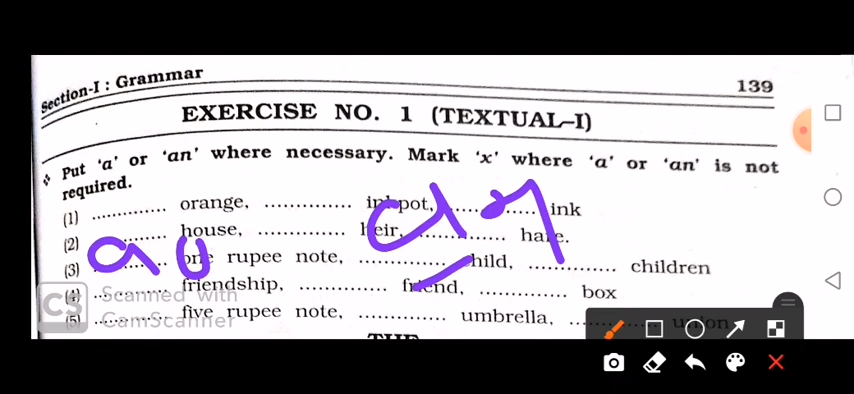 Section-I : Grammar
139
EXERCISE NO. 1 (TEXTUAL-I)
Put 'a' or 'an' where necessary. Mark 'x' where 'a' or 'an' is not
required.
(1) .............. orange, .............. inkpot, .............. ink
(2) .............. house, .............. heir, .............. hare.
(3) .............. one rupee note, .............. child, .............. children
(4) .............. friendship, .............. friend, .............. box
(5) .............. five rupee note, .............. umbrella, .............. union
CS Scanned with
CamScanner